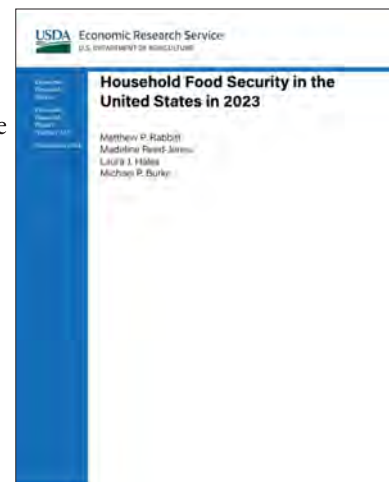 USDA Economic Research Service
U.S. DEPARTMENT OF AGRICULTURE
Household Food Security in the
United States in 2023
Matthew P. Rabbitt
Madeline Reed-Jones
Laura J. Hales
Michael P. Burke
e